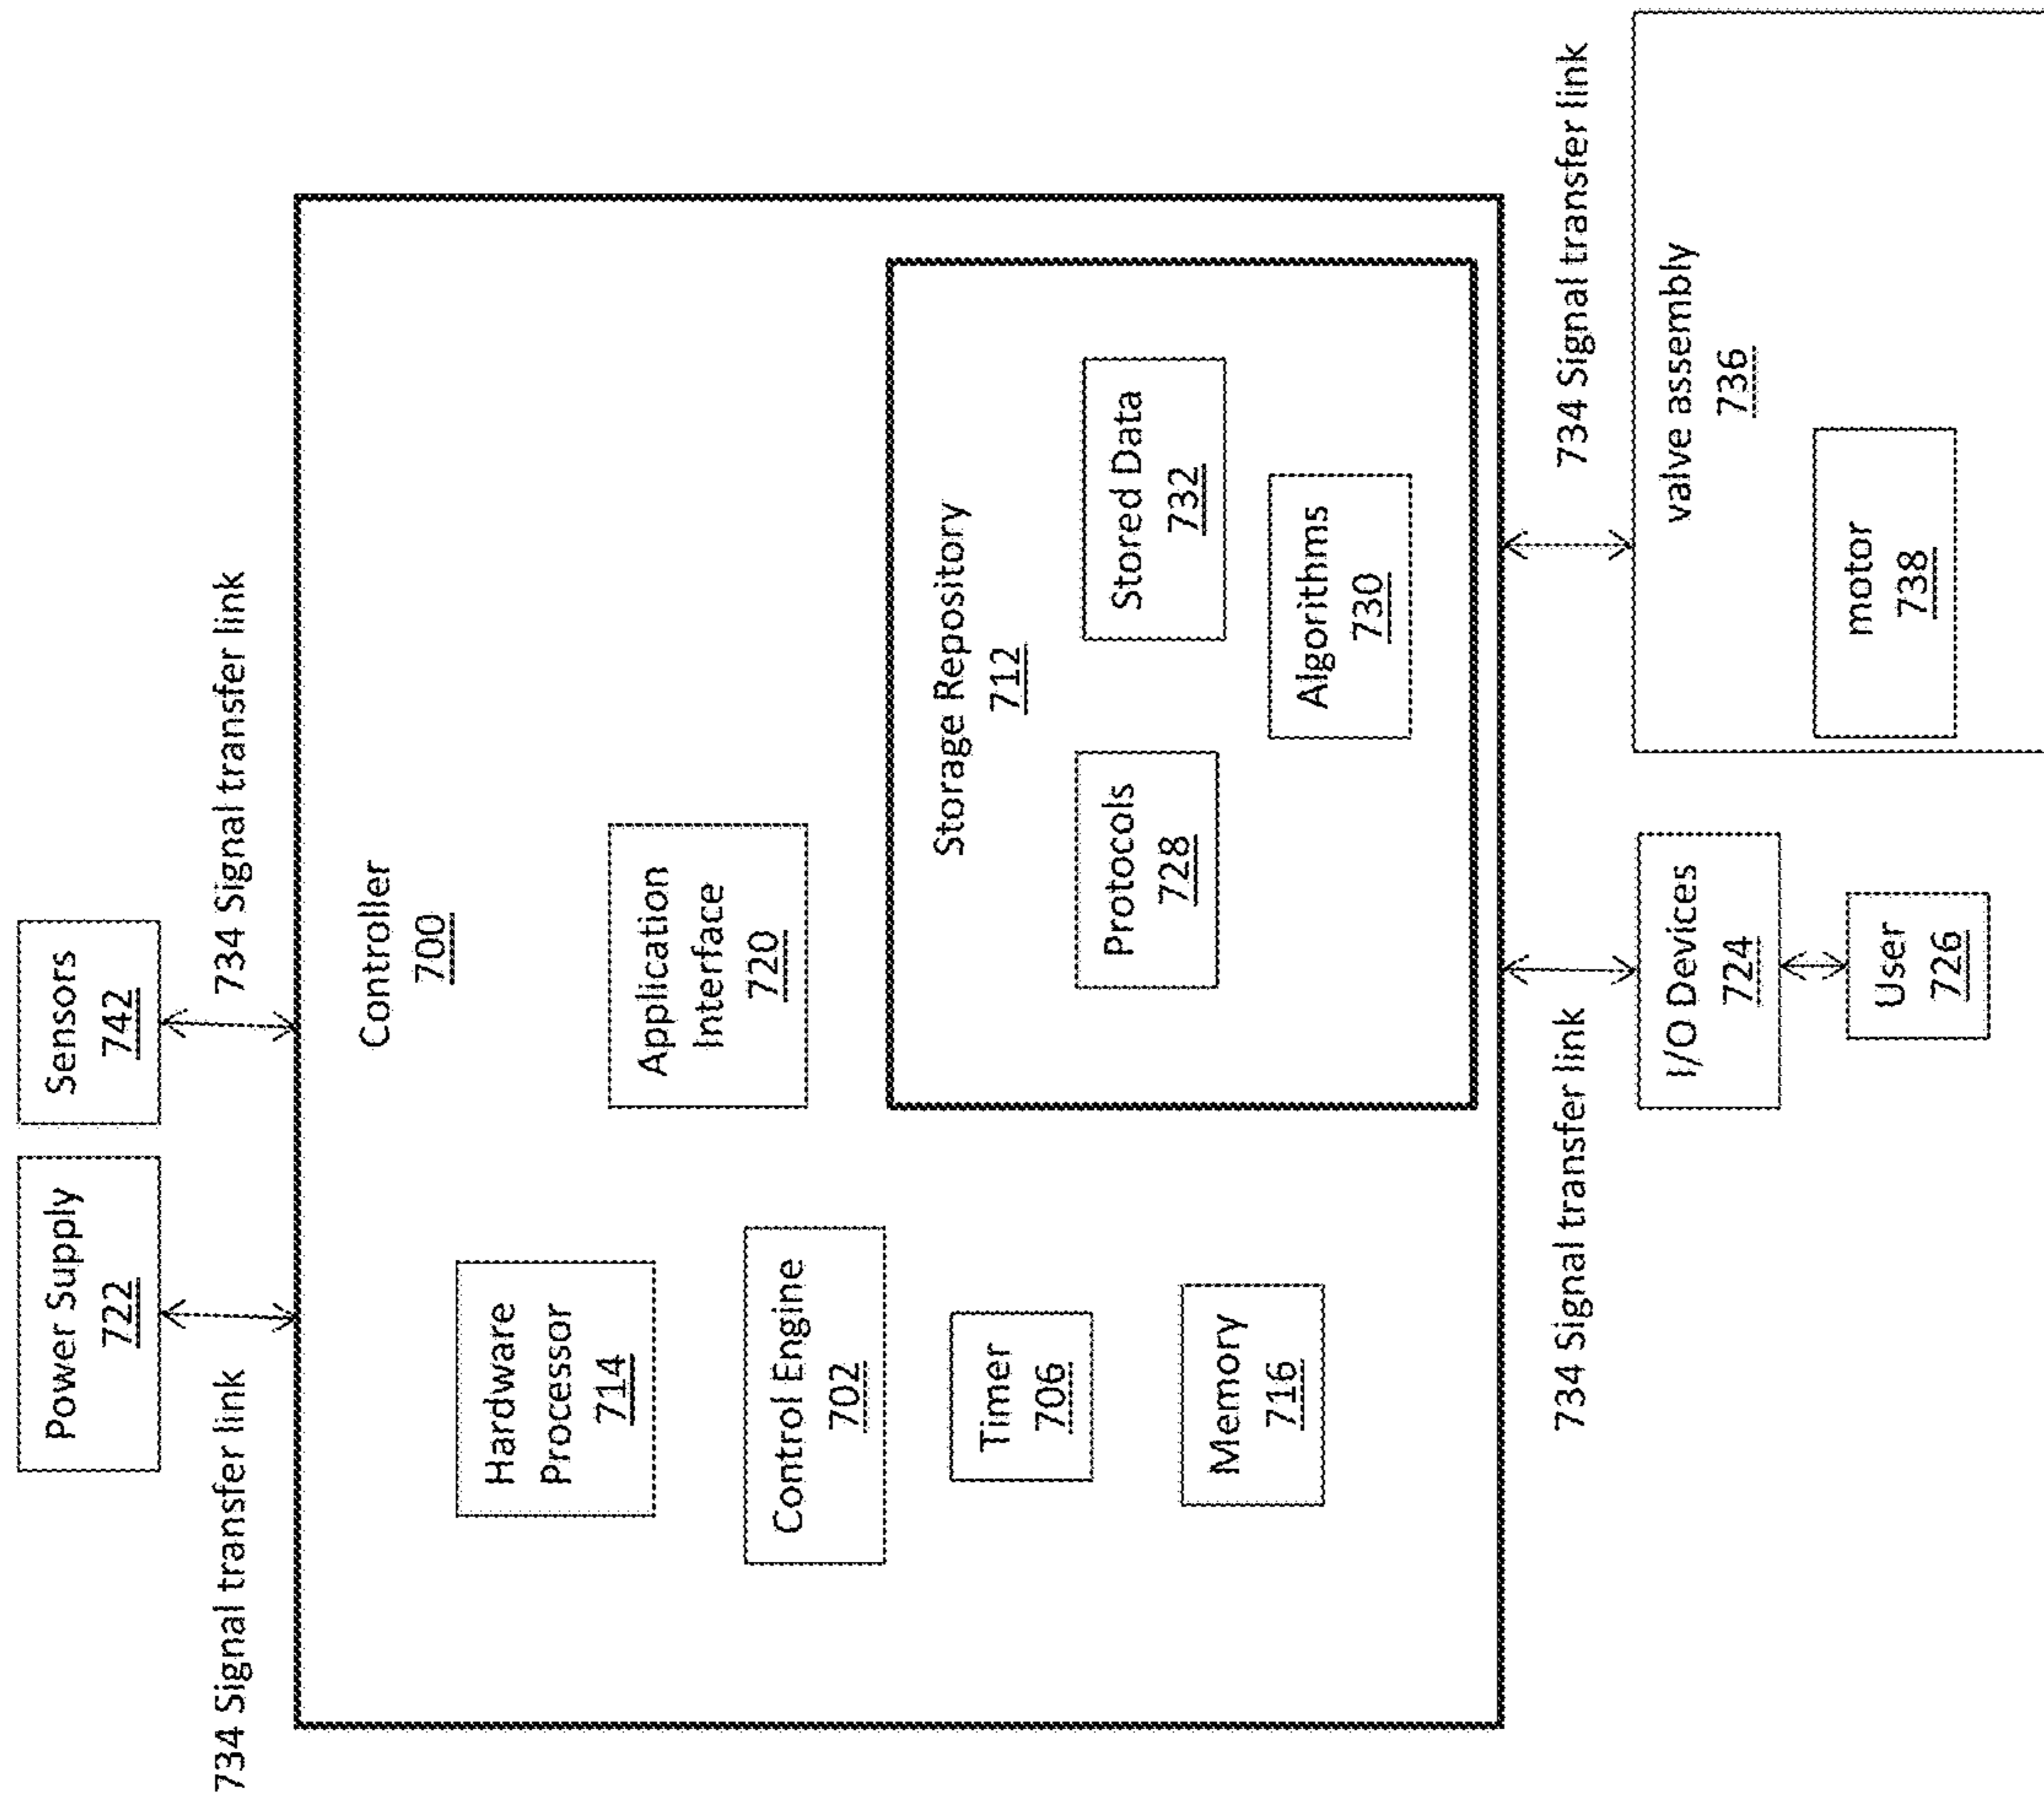 Power Supply
722
Sensors
742
734 Signal transfer link
734 Signal transfer link
Controller
700
Hardware
Processor
714
Application
Interface
720
Control Engine
702
Timer
706
Memory
716
Storage Repository
712
Protocols
728
Stored Data
732
Algorithms
730
734 Signal transfer link
734 Signal transfer link
I/O Devices
724
User
726
valve assembly
736
motor
738